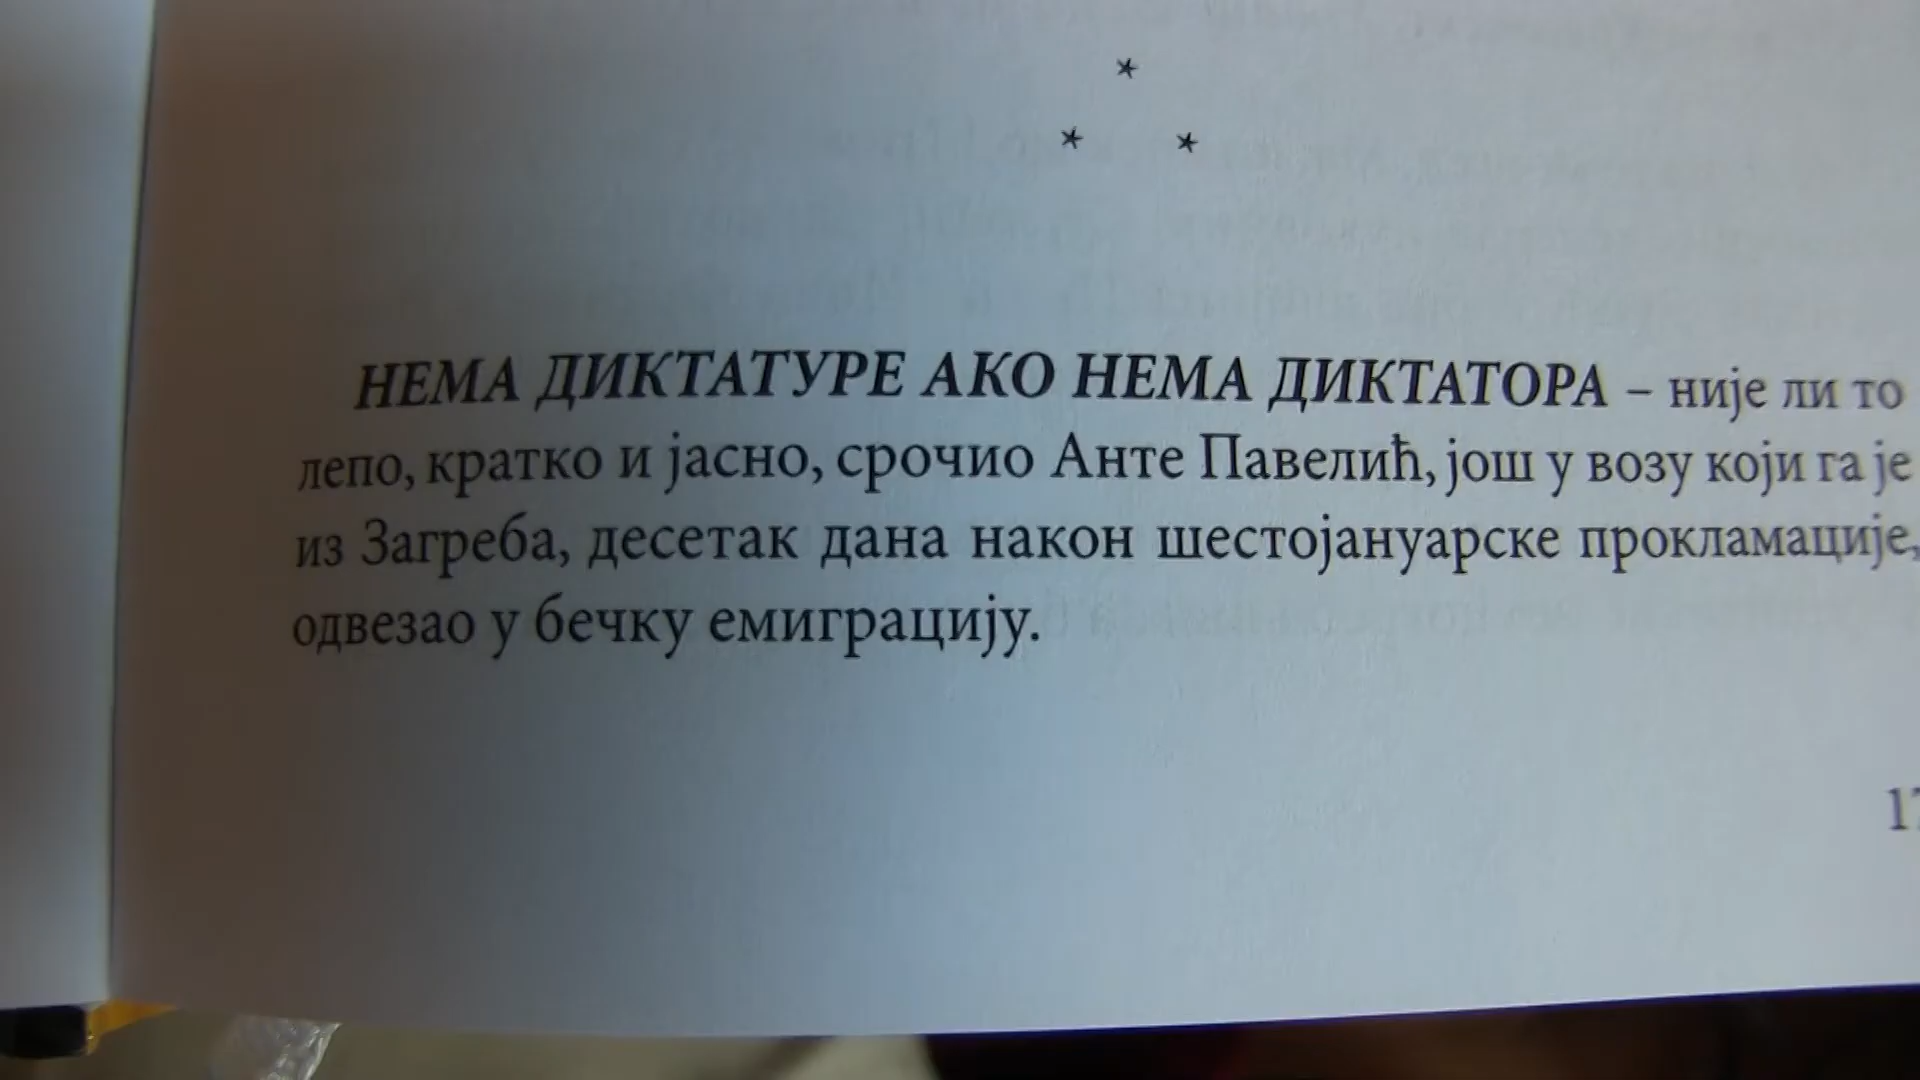 *
* *
НЕМА ДИКТАТУРЕ АКО НЕМА ДИКТАТОРА – није ли то
лепо, кратко и јасно, срочио Анте Павелић, још у возу који га је
из Загреба, десетак дана након шестојануарске прокламације,
одвезао у бечку емиграцију.